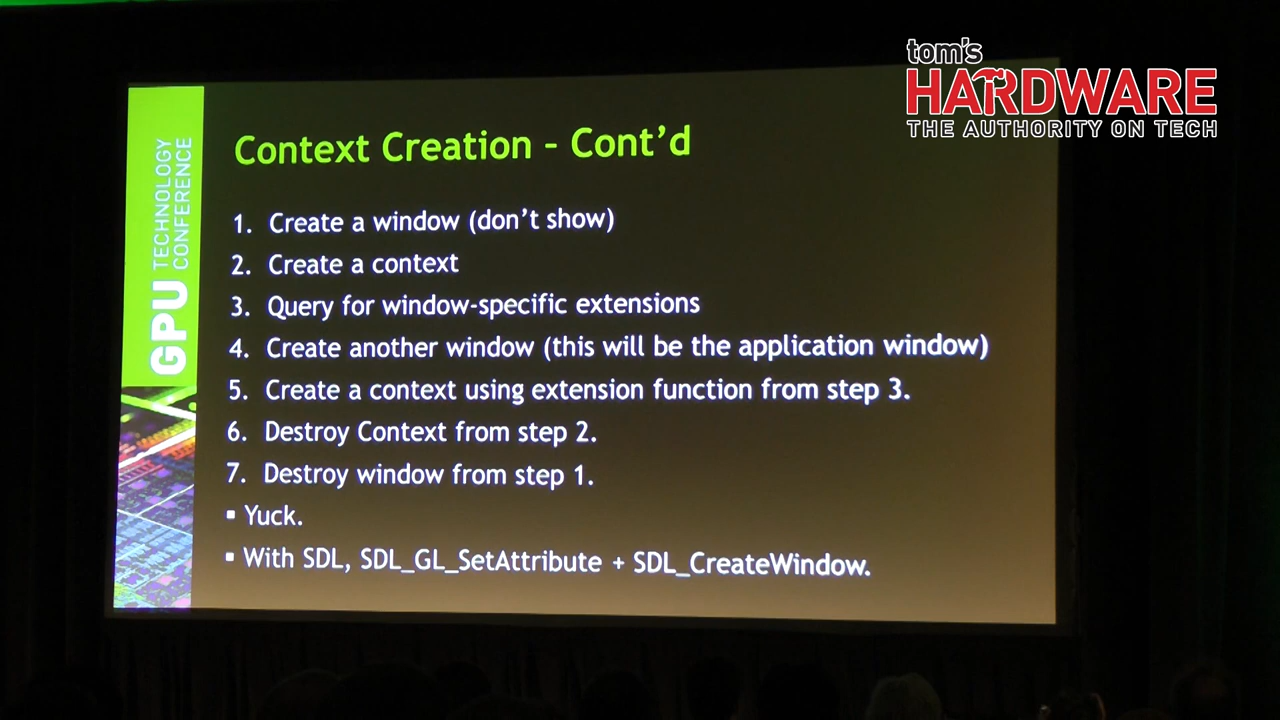 tom's
HARDWARE
THE AUTHORITY ON TECH
GPU TECHNOLOGY
CONFERENCE
Context Creation – Cont'd
1. Create a window (don't show)
2. Create a context
3. Query for window-specific extensions
4. Create another window (this will be the application window)
5. Create a context using extension function from step 3.
6. Destroy Context from step 2.
7. Destroy window from step 1.
▪ Yuck.
▪ With SDL, SDL_GL_SetAttribute + SDL_CreateWindow.